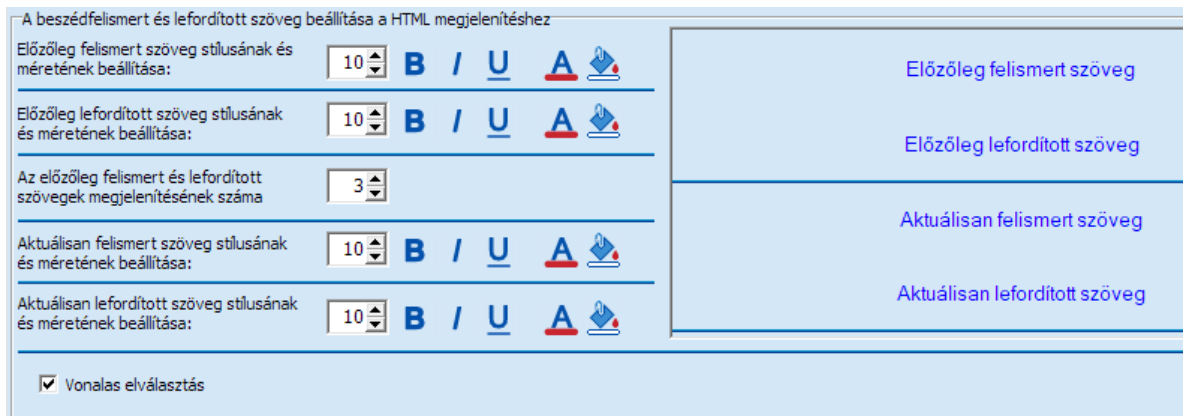 A beszédfelismert és lefordított szöveg beállítása a HTML megjelenítéshez
Előzőleg felismert szöveg stílusának és
méretének beállítása:
10 B I U A
Előzőleg lefordított szöveg stílusának
és méretének beállítása:
10 B I U A
Az előzőleg felismert és lefordított
szövegek megjelenítésének száma
3
Aktuálisan felismert szöveg stílusának
és méretének beállítása:
10 B I U A
Aktuálisan lefordított szöveg stílusának
és méretének beállítása:
10 B I U A
Előzőleg felismert szöveg
Előzőleg lefordított szöveg
Aktuálisan felismert szöveg
Aktuálisan lefordított szöveg
Vonalas elválasztás